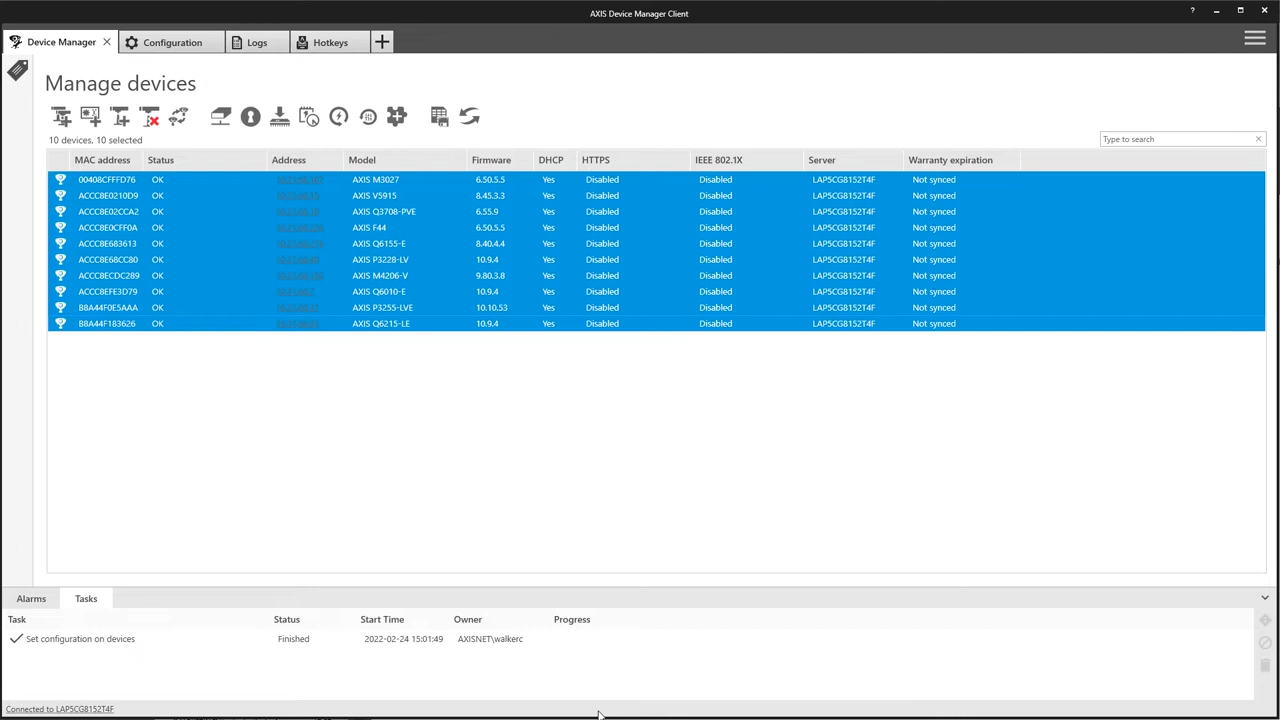 AXIS Device Manager Client
Device Manager
Configuration
Logs
Hotkeys
Manage devices
10 devices, 10 selected
Type to search
MAC address Status Address Model Firmware DHCP HTTPS IEEE 802.1X Server Warranty expiration
00408CFFFD76 OK AXIS M3027 6.50.5.5 Yes Disabled Disabled LAP5CG8152T4F Not synced
ACCC8E0210D9 OK AXIS V5915 8.45.3.3 Yes Disabled Disabled LAP5CG8152T4F Not synced
ACCC8E02CCA2 OK AXIS Q3708-PVE 6.55.9 Yes Disabled Disabled LAP5CG8152T4F Not synced
ACCC8E0CFF0A OK AXIS F44 6.50.5.5 Yes Disabled Disabled LAP5CG8152T4F Not synced
ACCC8E683613 OK AXIS Q6155-E 8.40.4.4 Yes Disabled Disabled LAP5CG8152T4F Not synced
ACCC8E68CC80 OK AXIS P3228-LV 10.9.4 Yes Disabled Disabled LAP5CG8152T4F Not synced
ACCC8ECDC289 OK AXIS M4206-V 9.80.3.8 Yes Disabled Disabled LAP5CG8152T4F Not synced
ACCC8EFE3D79 OK AXIS Q6010-E 10.9.4 Yes Disabled Disabled LAP5CG8152T4F Not synced
B8A44F0E5AAA OK AXIS P3255-LVE 10.10.53 Yes Disabled Disabled LAP5CG8152T4F Not synced
B8A44F183626 OK AXIS Q6215-LE 10.9.4 Yes Disabled Disabled LAP5CG8152T4F Not synced
Alarms Tasks
Task Status Start Time Owner Progress
Set configuration on devices Finished 2022-02-24 15:01:49 AXISNET\walkerc
Connected to LAP5CG8152T4F